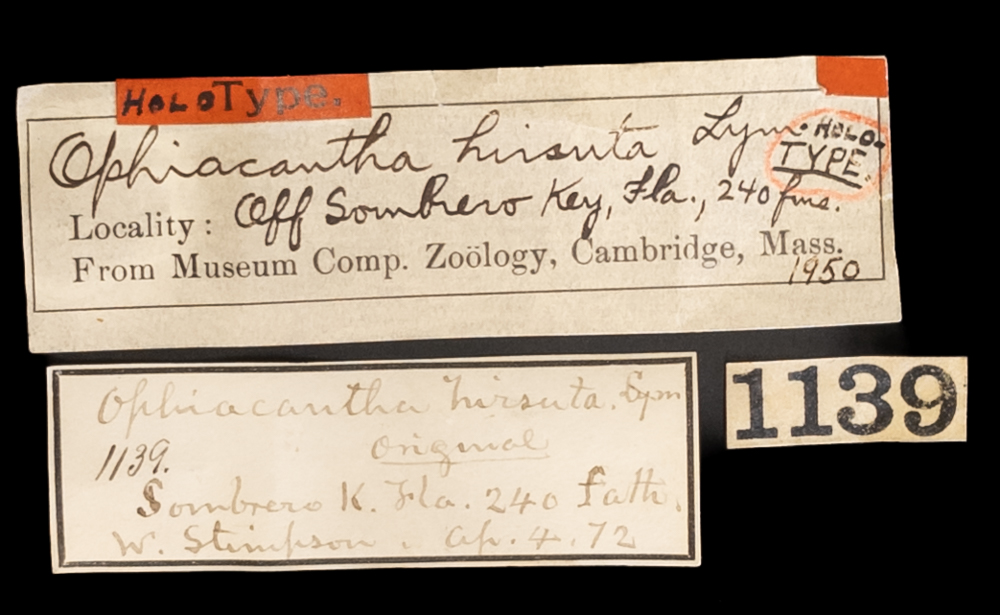 HOLOType.
Ophiacantha hirsuta Lym. HOLO-
TYPE.
Locality: Off Sombrero Key, Fla., 240 fms.
From Museum Comp. Zoölogy, Cambridge, Mass.
1950
Ophiacantha hirsuta. Lym
Original
1139.
Sombrero K. Fla. 240 fath.
W. Stimpson. Ap. 4. 72
1139